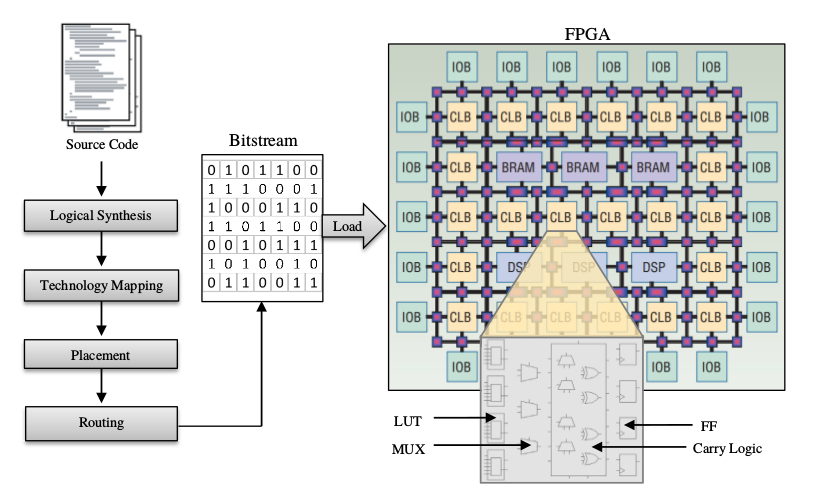 Source Code
Logical Synthesis
Technology Mapping
Placement
Routing
Bitstream
0 1 0 1 1 0 0
1 1 1 0 0 0 1
1 0 0 0 1 1 0
1 1 0 1 1 0 0
0 0 1 0 1 1 1
1 0 1 0 0 1 0
0 1 1 0 0 1 1
Load
FPGA
IOB IOB IOB IOB IOB IOB
IOB CLB CLB CLB CLB CLB CLB IOB
IOB CLB BRAM BRAM BRAM CLB IOB
IOB CLB CLB CLB CLB CLB CLB IOB
IOB CLB DSP DSP DSP CLB IOB
IOB CLB CLB CLB CLB CLB CLB IOB
IOB IOB IOB
LUT
MUX
FF
Carry Logic